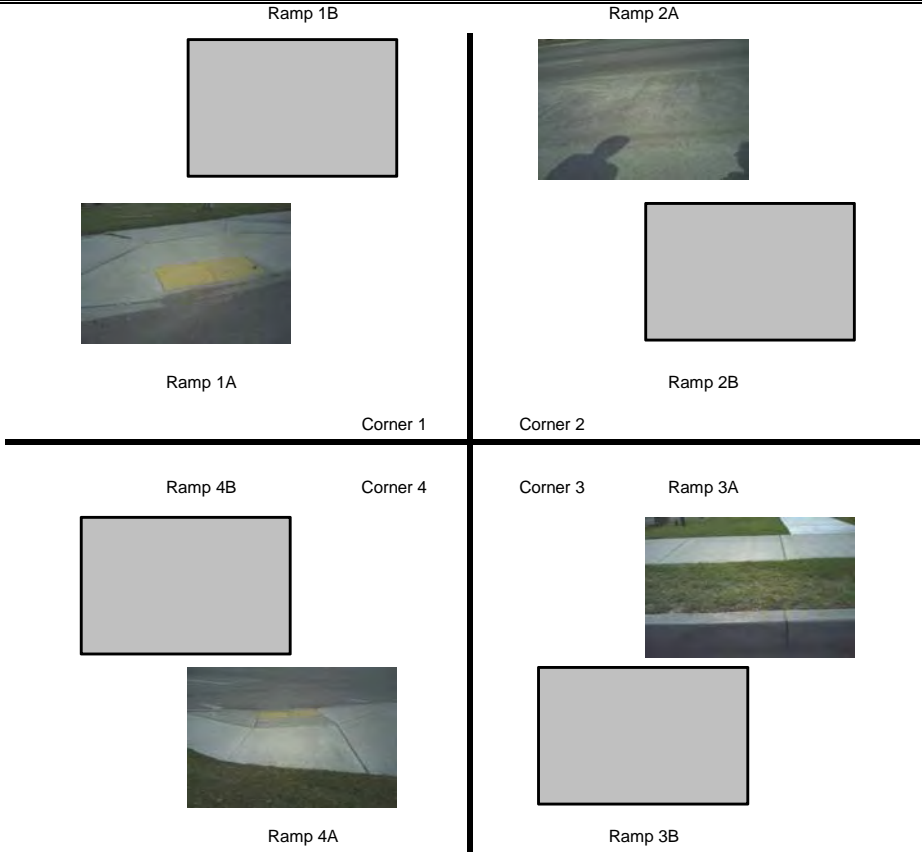 Ramp 1B
Ramp 2A
Ramp 1A
Ramp 2B
Corner 1
Corner 2
Ramp 4B
Corner 4
Corner 3
Ramp 3A
Ramp 4A
Ramp 3B